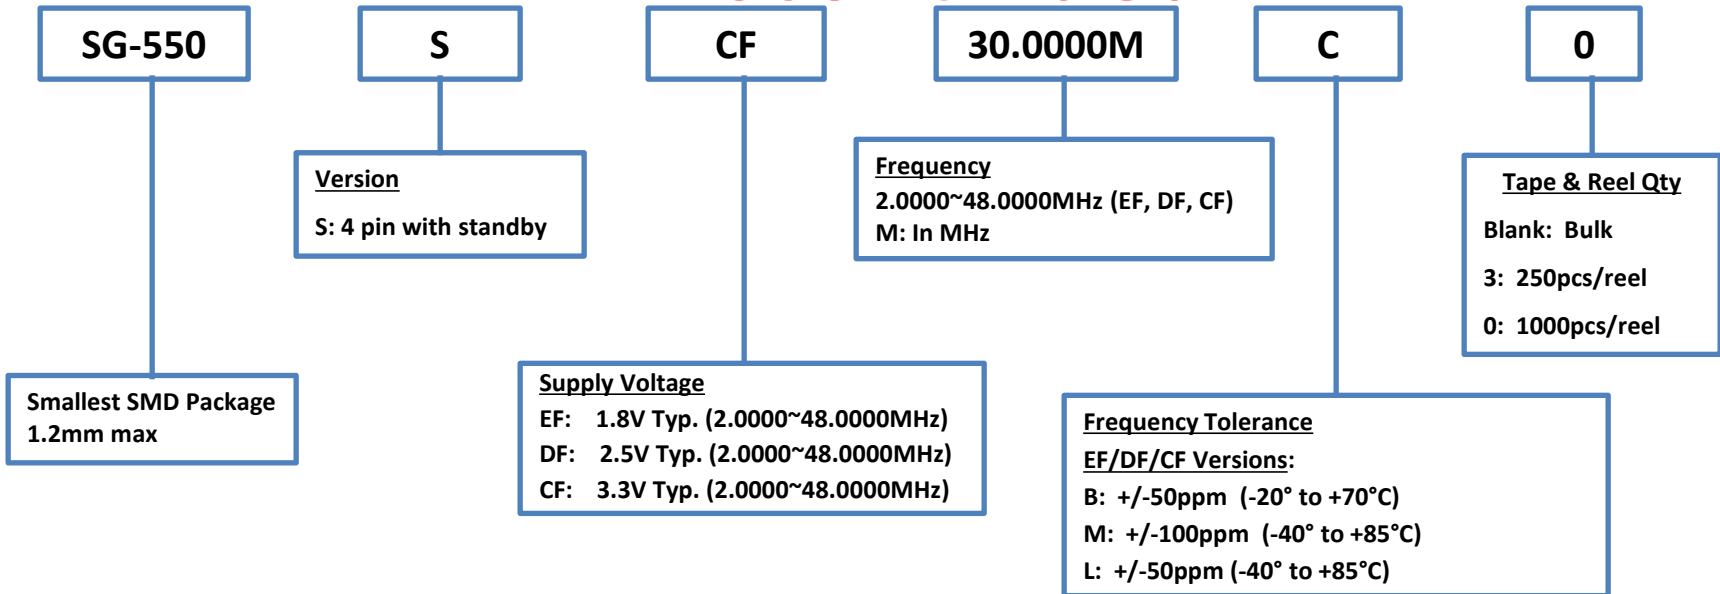 SG-550 S CF 30.0000M C 0
Version
S: 4 pin with standby
Frequency
2.0000~48.0000MHz (EF, DF, CF)
M: In MHz
Tape & Reel Qty
Blank: Bulk
3: 250pcs/reel
0: 1000pcs/reel
Smallest SMD Package
1.2mm max
Supply Voltage
EF: 1.8V Typ. (2.0000~48.0000MHz)
DF: 2.5V Typ. (2.0000~48.0000MHz)
CF: 3.3V Typ. (2.0000~48.0000MHz)
Frequency Tolerance
EF/DF/CF Versions:
B: +/-50ppm (-20° to +70°C)
M: +/-100ppm (-40° to +85°C)
L: +/-50ppm (-40° to +85°C)